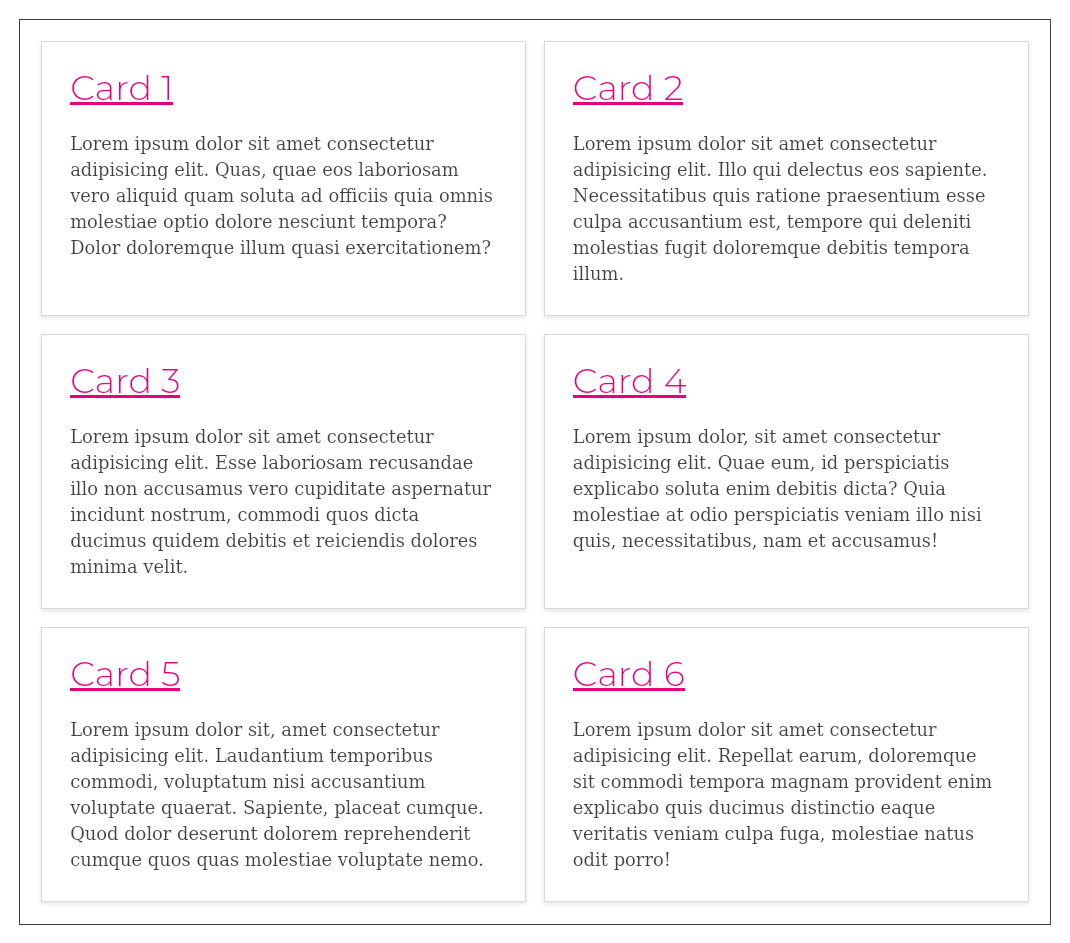 Card 1
Lorem ipsum dolor sit amet consectetur
adipisicing elit. Quas, quae eos laboriosam
vero aliquid quam soluta ad officiis quia omnis
molestiae optio dolore nesciunt tempora?
Dolor doloremque illum quasi exercitationem?
Card 2
Lorem ipsum dolor sit amet consectetur
adipisicing elit. Illo qui delectus eos sapiente.
Necessitatibus quis ratione praesentium esse
culpa accusantium est, tempore qui deleniti
molestias fugit doloremque debitis tempora
illum.
Card 3
Lorem ipsum dolor sit amet consectetur
adipisicing elit. Esse laboriosam recusandae
illo non accusamus vero cupiditate aspernatur
incidunt nostrum, commodi quos dicta
ducimus quidem debitis et reiciendis dolores
minima velit.
Card 4
Lorem ipsum dolor, sit amet consectetur
adipisicing elit. Quae eum, id perspiciatis
explicabo soluta enim debitis dicta? Quia
molestiae at odio perspiciatis veniam illo nisi
quis, necessitatibus, nam et accusamus!
Card 5
Lorem ipsum dolor sit, amet consectetur
adipisicing elit. Laudantium temporibus
commodi, voluptatum nisi accusantium
voluptate quaerat. Sapiente, placeat cumque.
Quod dolor deserunt dolorem reprehenderit
cumque quos quas molestiae voluptate nemo.
Card 6
Lorem ipsum dolor sit amet consectetur
adipisicing elit. Repellat earum, doloremque
sit commodi tempora magnam provident enim
explicabo quis ducimus distinctio eaque
veritatis veniam culpa fuga, molestiae natus
odit porro!